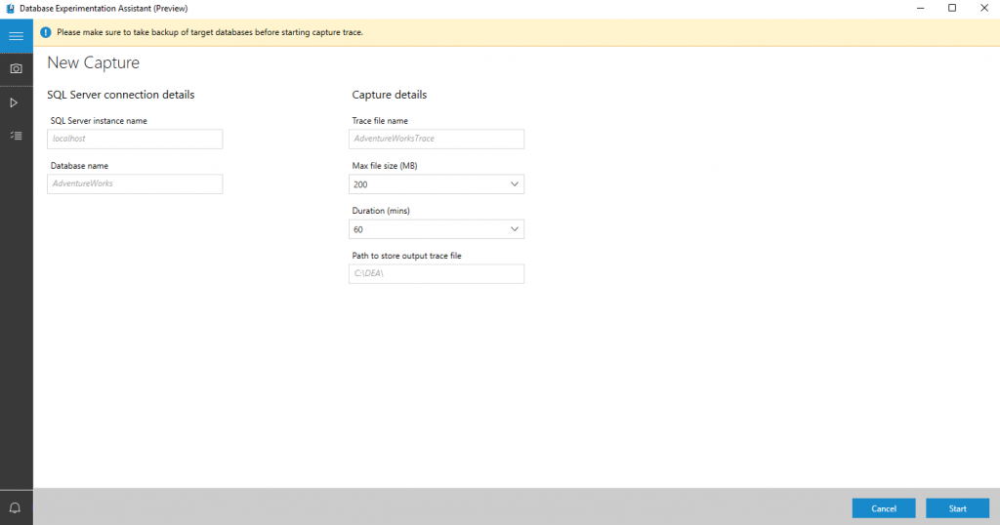 Database Experimentation Assistant (Preview)
Please make sure to take backup of target databases before starting capture trace.
New Capture
SQL Server connection details
SQL Server instance name
localhost
Database name
AdventureWorks
Capture details
Trace file name
AdventureWorksTrace
Max file size (MB)
200
Duration (mins)
60
Path to store output trace file
C:\DEA\
Cancel
Start